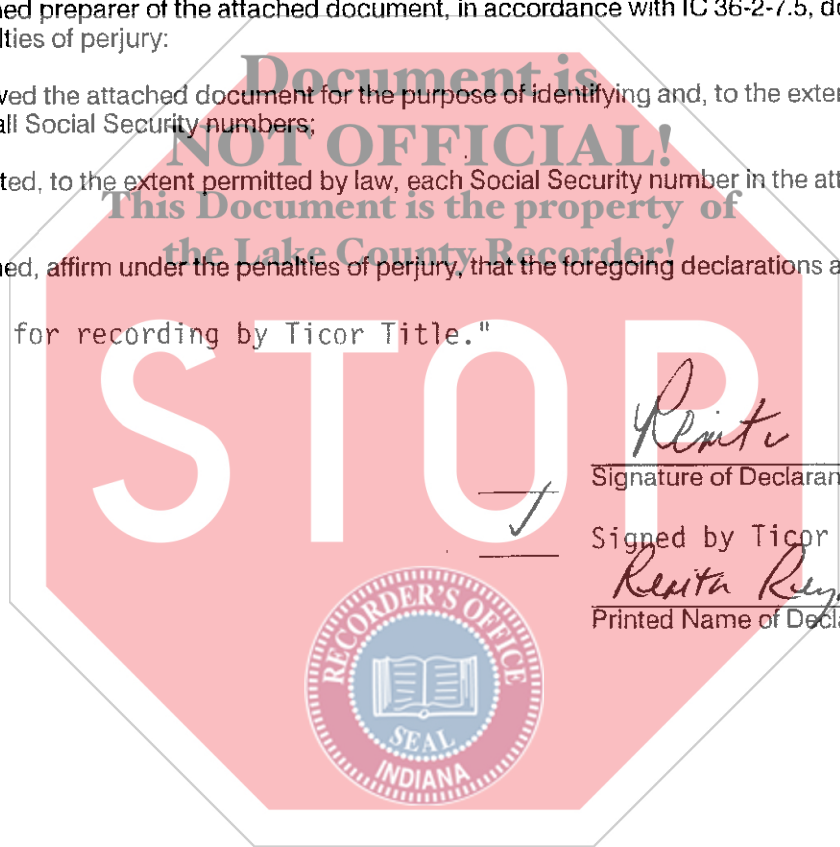 ned preparer of the attached document, in accordance with IC 36-2-7.5, do
lties of perjury:
Document is
ved the attached document for the purpose of identifying and, to the exter
all Social Security numbers;
NOT OFFICIAL!
ted, to the extent permitted by law, each Social Security number in the att
This Document is the property of
the Lake County Recorder!
ned, affirm under the penalties of perjury, that the foregoing declarations a
for recording by Ticor Title."
STOP
Signature of Declaran
Signed by Ticor
Renita
Printed Name of Decla
RECORDER'S OFFICE
SEAL
INDIANA